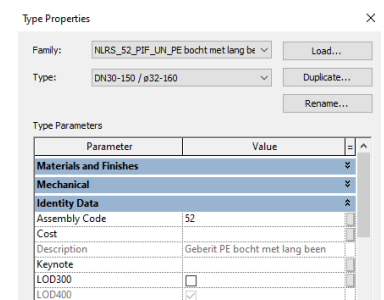 Type Properties
Family: NLRS_52_PIF_UN_PE bocht met lang be Load...
Type: DN30-150 / ø32-160 Duplicate...
Rename...
Type Parameters
Parameter Value =
Materials and Finishes
Mechanical
Identity Data
Assembly Code 52
Cost
Description Geberit PE bocht met lang been
Keynote
LOD300
LOD400